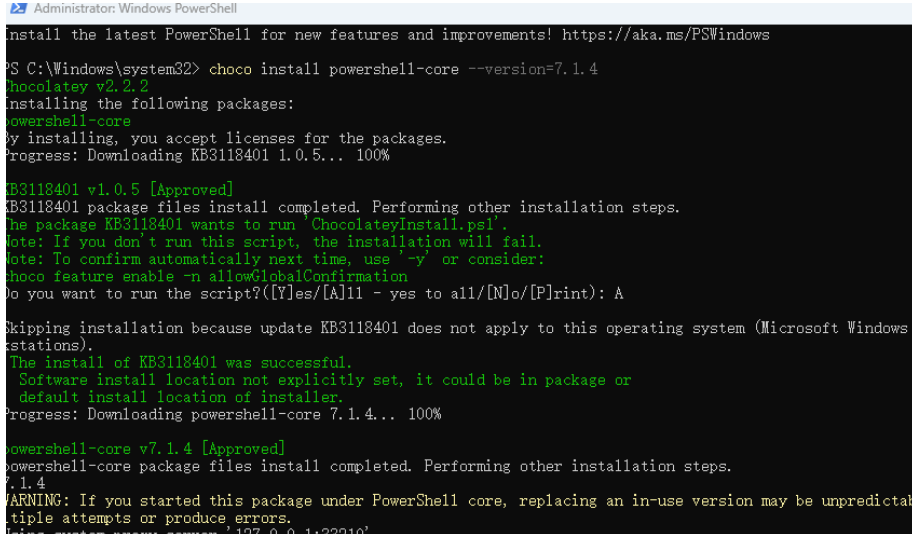 Administrator: Windows PowerShell
Install the latest PowerShell for new features and improvements! https://aka.ms/PSWindows
PS C:\Windows\system32> choco install powershell-core --version=7.1.4
Chocolatey v2.2.2
Installing the following packages:
powershell-core
By installing, you accept licenses for the packages.
Progress: Downloading KB3118401 1.0.5... 100%
KB3118401 v1.0.5 [Approved]
KB3118401 package files install completed. Performing other installation steps.
The package KB3118401 wants to run 'ChocolateyInstall.ps1'.
Note: If you don't run this script, the installation will fail.
Note: To confirm automatically next time, use '-y' or consider:
choco feature enable -n allowGlobalConfirmation
Do you want to run the script?([Y]es/[A]ll - yes to all/[N]o/[P]rint): A
Skipping installation because update KB3118401 does not apply to this operating system (Microsoft Windows
kstations).
The install of KB3118401 was successful.
Software install location not explicitly set, it could be in package or
default install location of installer.
Progress: Downloading powershell-core 7.1.4... 100%
powershell-core v7.1.4 [Approved]
powershell-core package files install completed. Performing other installation steps.
7.1.4
WARNING: If you started this package under PowerShell core, replacing an in-use version may be unpredictab
ltiple attempts or produce errors.
Using system proxy server '127.0.0.1:33210'.